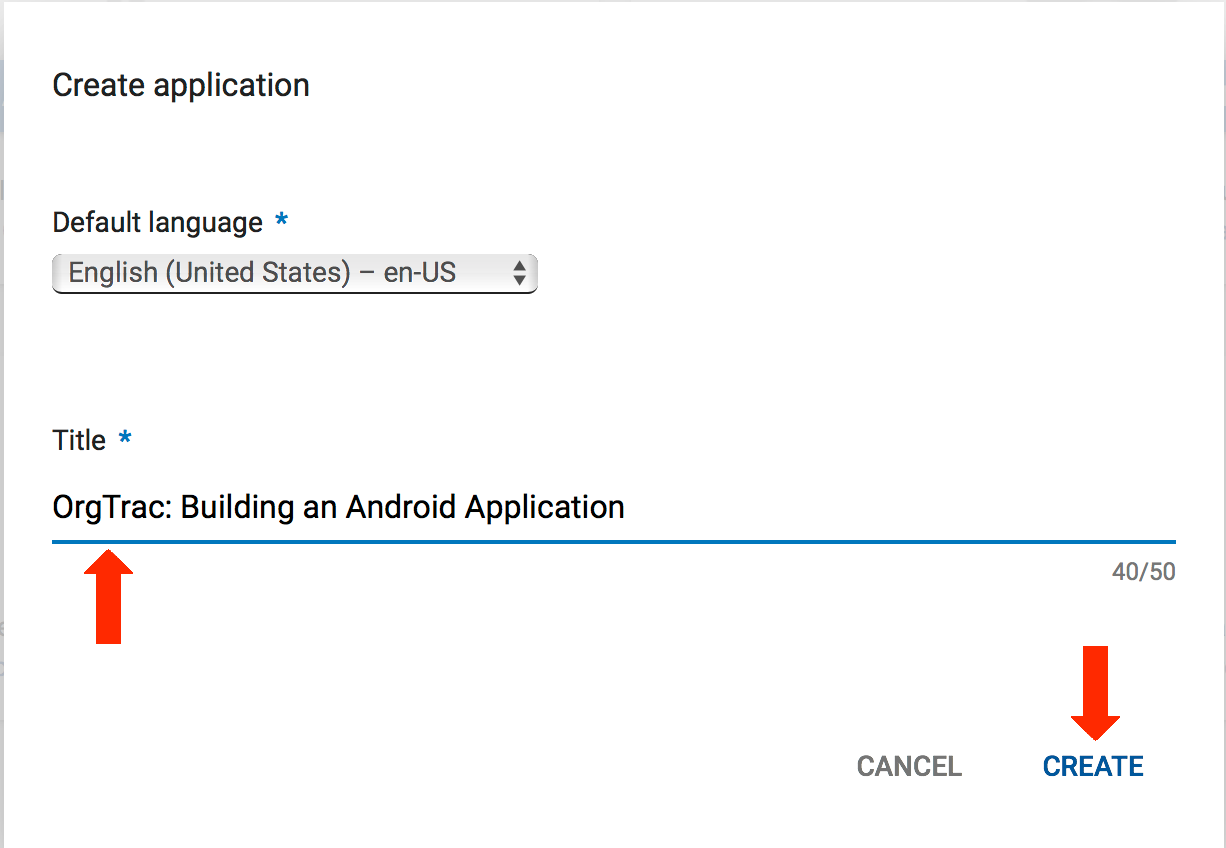 Create application
Default language *
English (United States) – en-US
Title *
OrgTrac: Building an Android Application
40/50
CANCEL CREATE